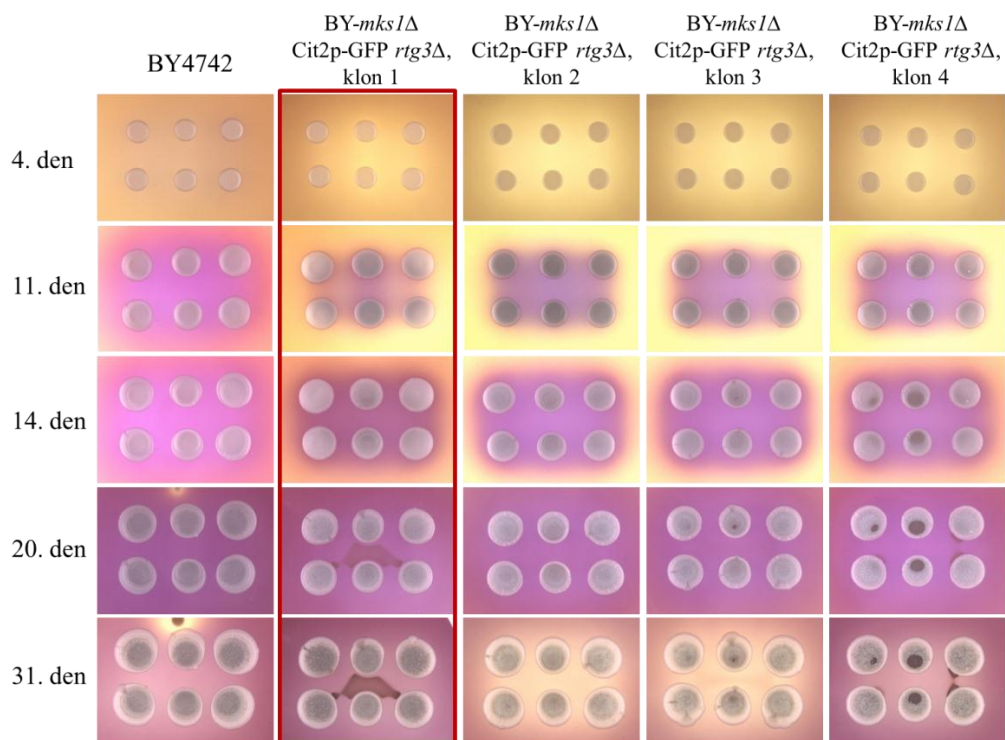 BY4742
BY-mks1Δ
Cit2p-GFP rtg3Δ,
klon 1
BY-mks1Δ
Cit2p-GFP rtg3Δ,
klon 2
BY-mks1Δ
Cit2p-GFP rtg3Δ,
klon 3
BY-mks1Δ
Cit2p-GFP rtg3Δ,
klon 4
4. den
11. den
14. den
20. den
31. den